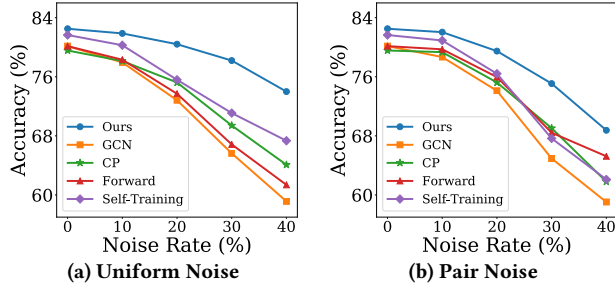 84
76
68
60
Accuracy (%)
Ours
GCN
CP
Forward
Self-Training
0 10 20 30 40
Noise Rate (%)
(a) Uniform Noise
84
76
68
60
Accuracy (%)
Ours
GCN
CP
Forward
Self-Training
0 10 20 30 40
Noise Rate (%)
(b) Pair Noise